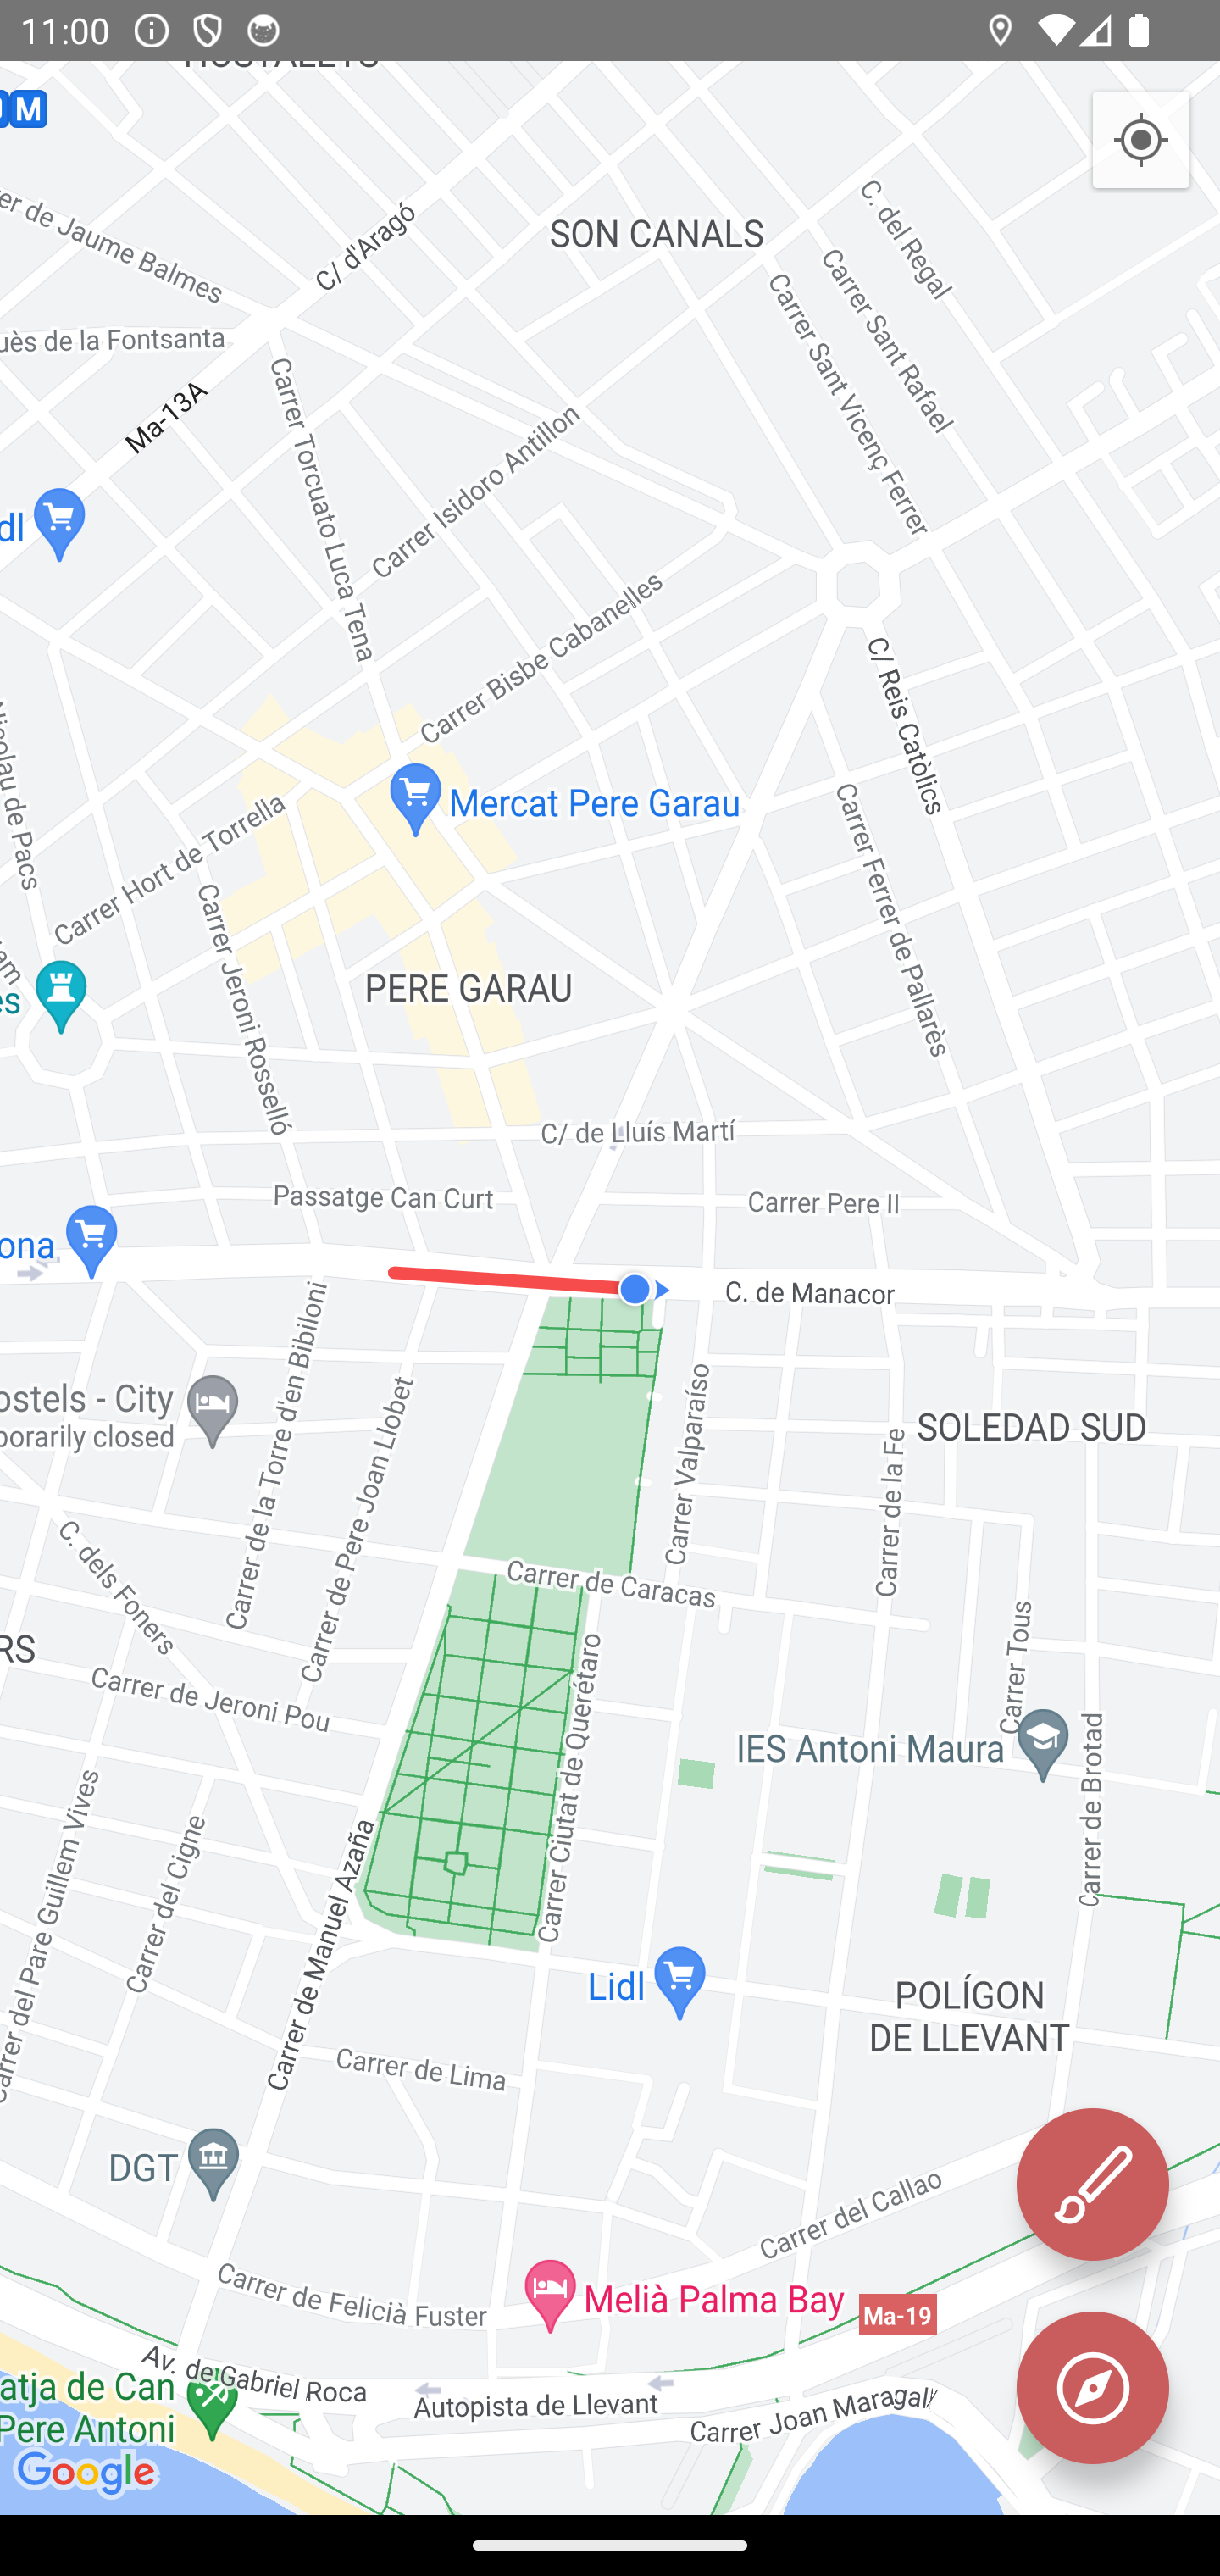 11:00
HOSTALETS
M
er de Jaume Balmes
C/ d'Aragó
SON CANALS
C. del Regal
Carrer Sant Rafael
Carrer Sant Vicenç Ferrer
uès de la Fontsanta
Ma-13A
Carrer Torcuato Luca Tena
Carrer Isidoro Antillon
dl
Carrer Bisbe Cabanelles
C/ Reis Catòlics
Nicolau de Pacs
Mercat Pere Garau
Carrer Hort de Torrella
Carrer Ferrer de Pallarès
Carrer Jeroni Rosselló
am
es
PERE GARAU
C/ de Lluís Martí
Passatge Can Curt
Carrer Pere II
ona
C. de Manacor
Carrer de la Torre d'en Bibiloni
ostels - City
porarily closed
Carrer de Pere Joan Llobet
Carrer Valparaíso
SOLEDAD SUD
Carrer de la Fe
C. dels Foners
Carrer de Caracas
RS
Carrer de Jeroni Pou
Carrer Tous
Carrer Ciutat de Querétaro
IES Antoni Maura
Carrer de Brotad
Carrer del Pare Guillem Vives
Carrer del Cigne
Carrer de Manuel Azaña
Lidl
POLÍGON
DE LLEVANT
Carrer de Lima
DGT
Carrer del Callao
Carrer de Felicià Fuster
Melià Palma Bay
Ma-19
Av. de Gabriel Roca
atja de Can
Pere Antoni
Autopista de Llevant
Carrer Joan Maragall
Google